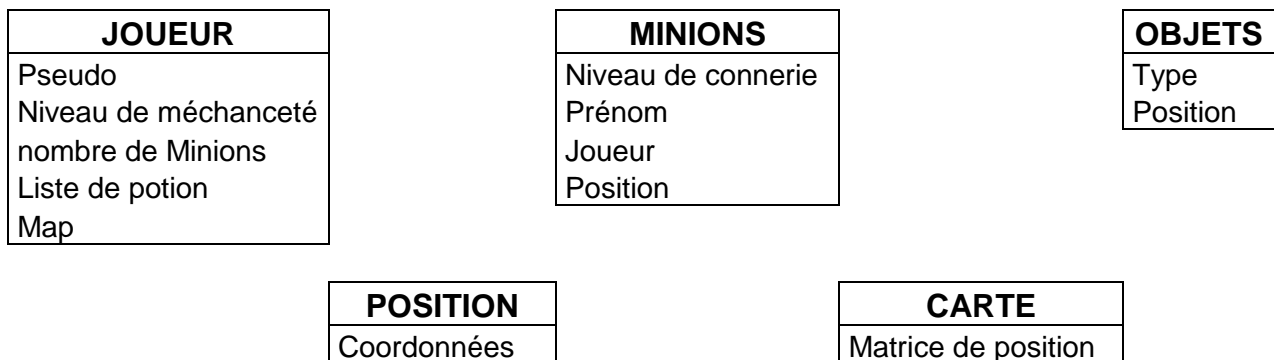 JOUEUR
Pseudo
Niveau de méchanceté
nombre de Minions
Liste de potion
Map
MINIONS
Niveau de connerie
Prénom
Joueur
Position
OBJETS
Type
Position
POSITION
Coordonnées
CARTE
Matrice de position